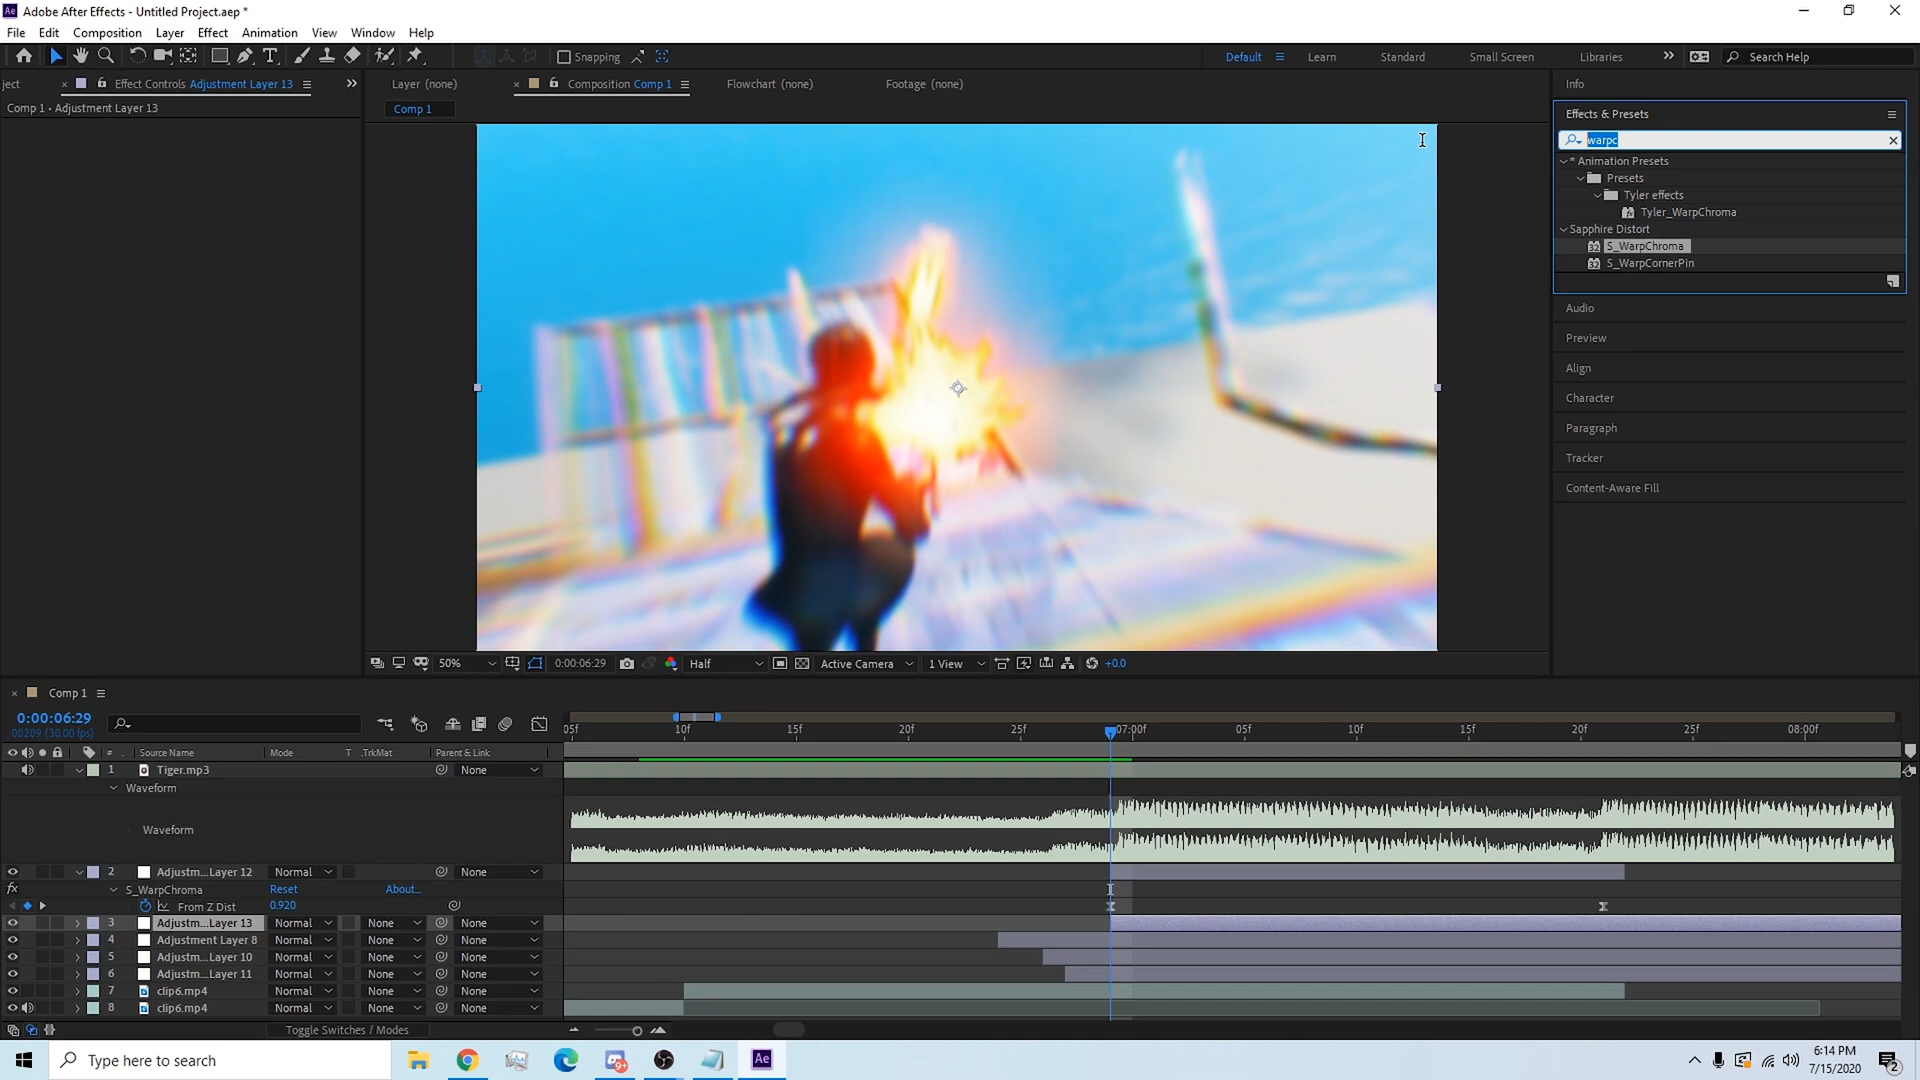 Adobe After Effects - Untitled Project.aep *
File Edit Composition Layer Effect Animation View Window Help
Snapping
Default Learn Standard Small Screen Libraries Search Help
ject Effect Controls Adjustment Layer 13
Layer (none) Composition Comp 1 Flowchart (none) Footage (none)
Info
Comp 1 • Adjustment Layer 13
Comp 1
Effects & Presets
warpc
* Animation Presets
Presets
Tyler effects
Tyler_WarpChroma
Sapphire Distort
S_WarpChroma
S_WarpCornerPin
Audio
Preview
Align
Character
Paragraph
Tracker
Content-Aware Fill
50% 0:00:06:29 Half Active Camera 1 View +0.0
Comp 1
0:00:06:29
00209 (30.00 fps)
05f 10f 15f 20f 25f 07:00f 05f 10f 15f 20f 25f 08:00f
# Source Name Mode T .TrkMat Parent & Link
1 Tiger.mp3 None
Waveform
Waveform
2 Adjustm...Layer 12 Normal None
fx S_WarpChroma Reset About...
From Z Dist 0.920
3 Adjustm...Layer 13 Normal None None
4 Adjustment Layer 8 Normal None None
5 Adjustm...Layer 10 Normal None None
6 Adjustm...Layer 11 Normal None None
7 clip6.mp4 Normal None None
8 clip6.mp4 Normal None None
Toggle Switches / Modes
Type here to search
9+
Ae
6:14 PM
7/15/2020
2